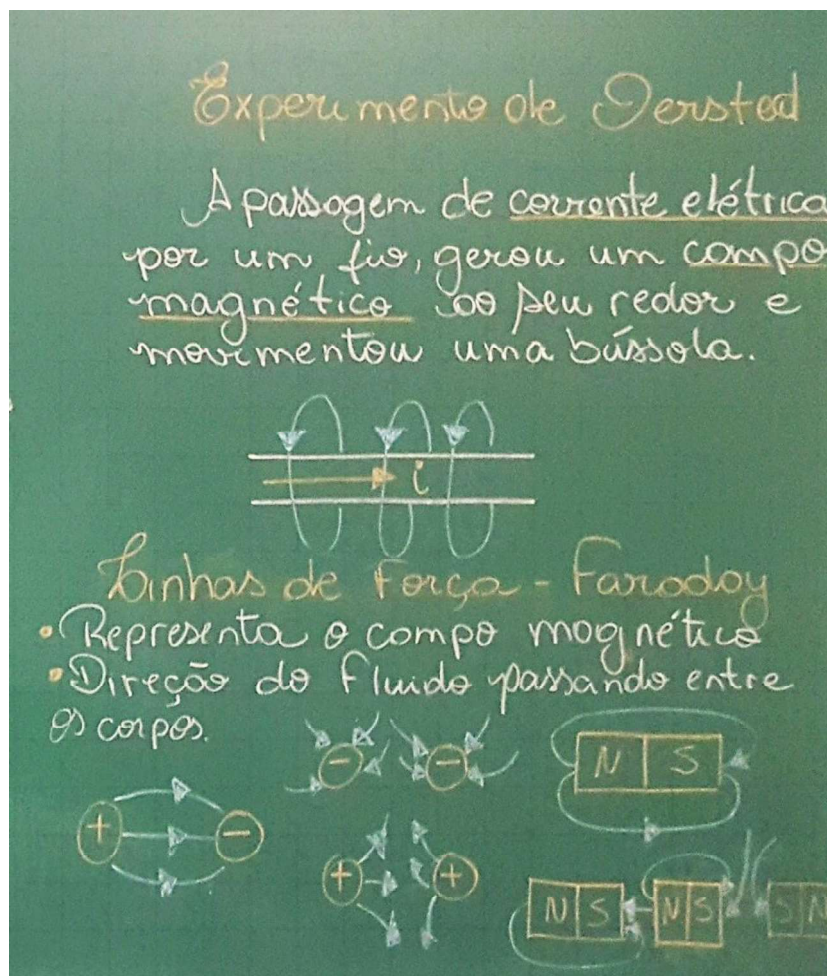 Experimento de Oersted
A passagem de corrente elétrica
por um fio, gerou um campo
magnético ao seu redor e
movimentou uma bússola.
i
Linhas de Força - Faraday
• Representa o campo magnético
• Direção do fluido passando entre
os corpos.
- -
N S
+ -
+ +
N S N S S N